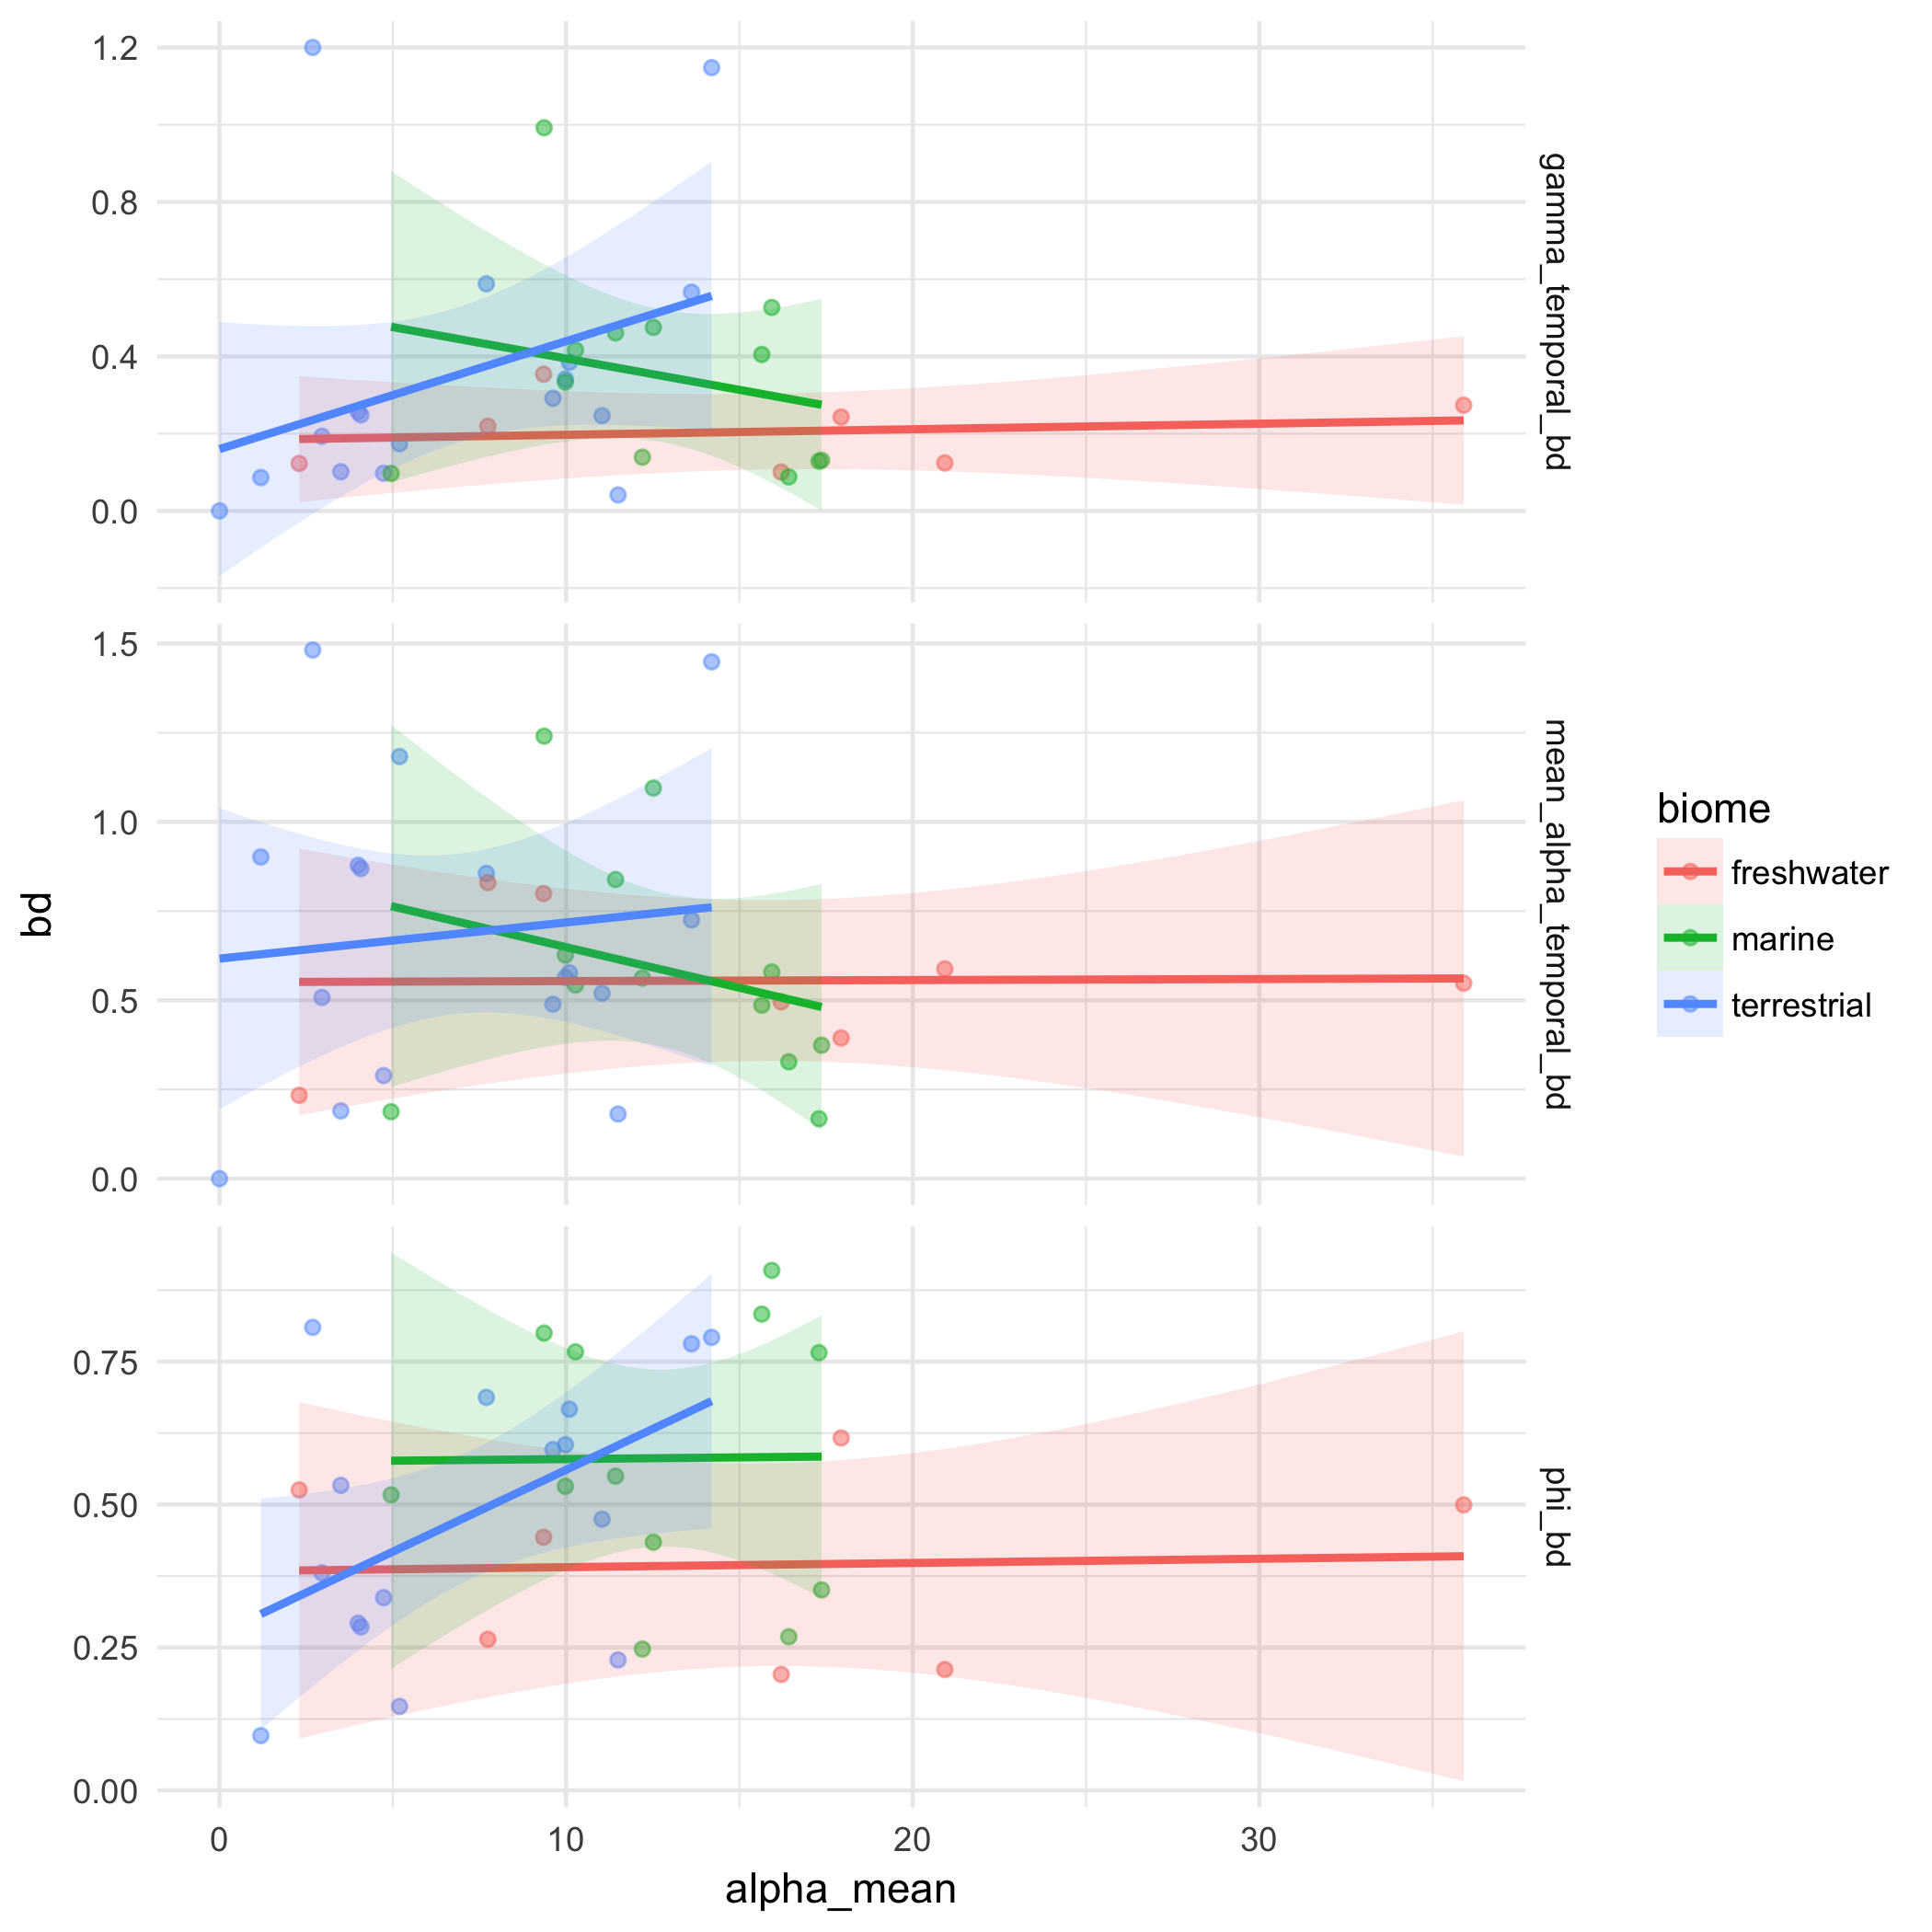 1.2
0.8
0.4
0.0
gamma_temporal_bd
1.5
1.0
0.5
0.0
mean_alpha_temporal_bd
0.75
0.50
0.25
0.00
phi_bd
0
10
20
30
alpha_mean
bd
biome
freshwater
marine
terrestrial